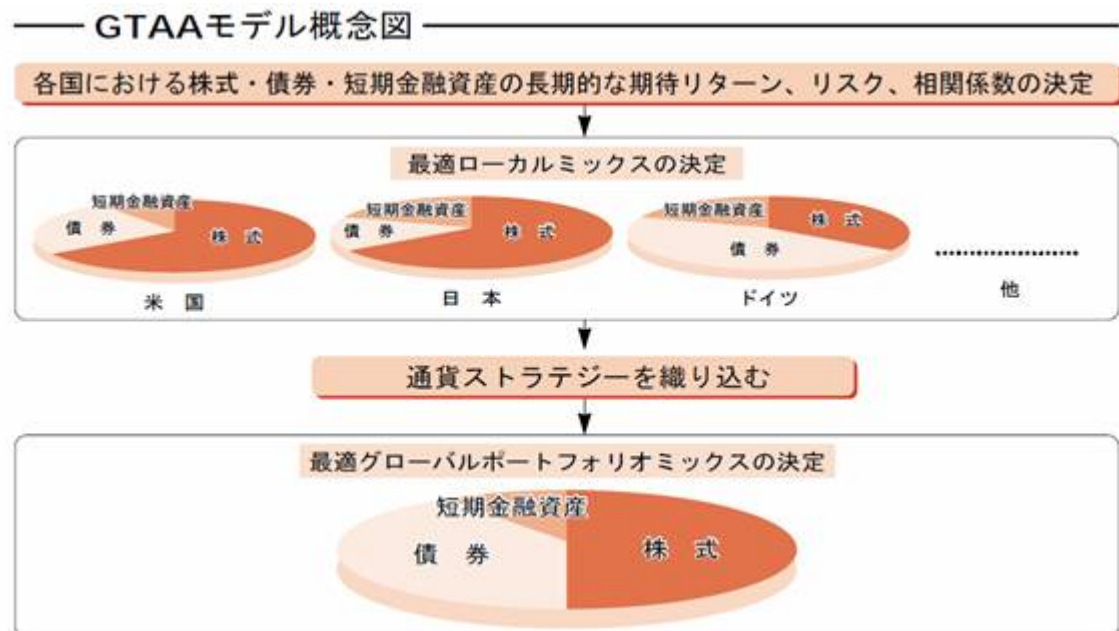 GTAAモデル概念図
各国における株式・債券・短期金融資産の長期的な期待リターン、リスク、相関係数の決定
最適ローカルミックスの決定
短期金融資産
債 券
株 式
米 国
短期金融資産
債 券
株 式
日 本
短期金融資産
株 式
債 券
ドイツ
他
通貨ストラテジーを織り込む
最適グローバルポートフォリオミックスの決定
短期金融資産
債 券
株 式